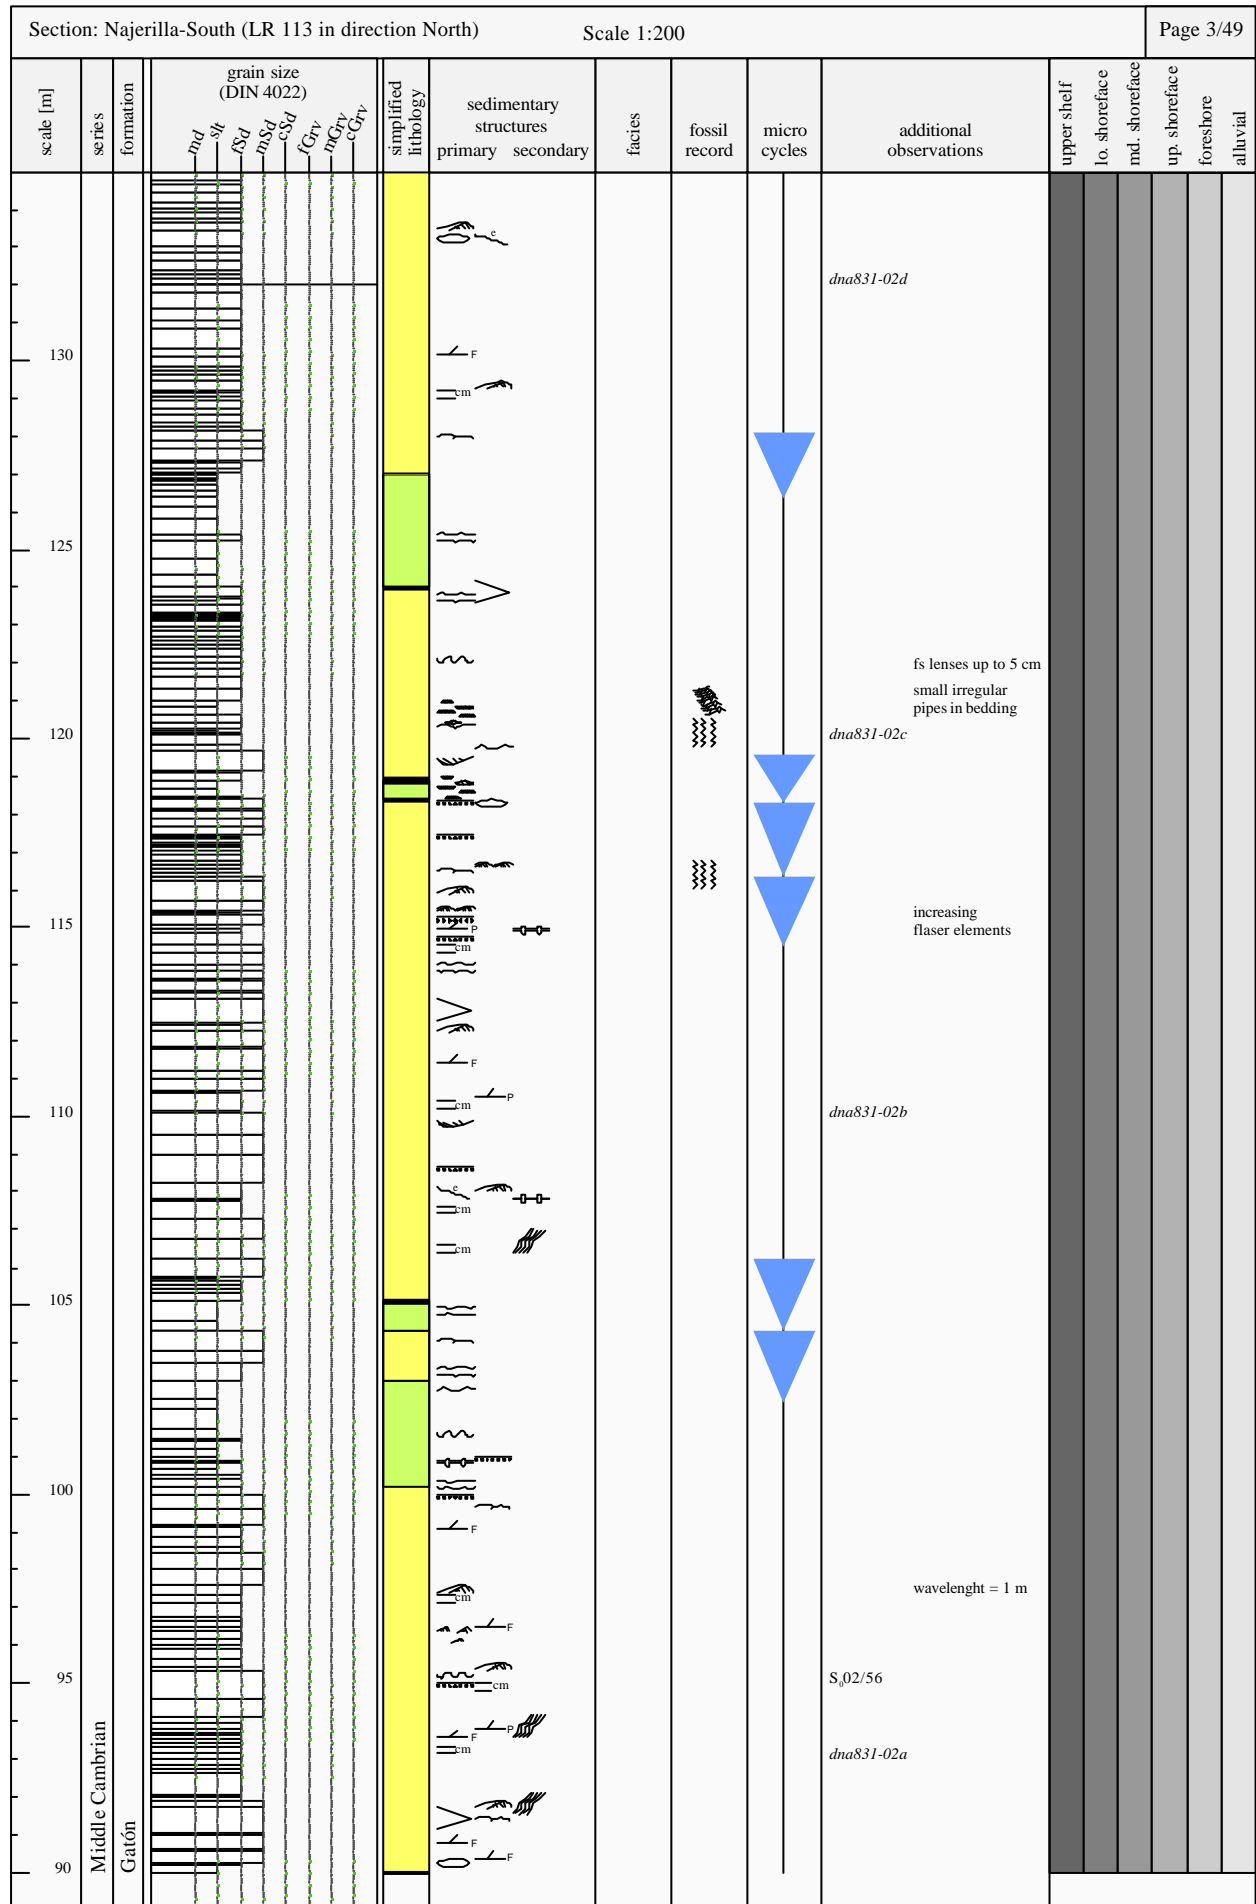 Section: Najerilla-South (LR 113 in direction North) Scale 1:200 Page 3/49
scale [m]
series
formation
grain size
(DIN 4022)
md slt fSd mSd cSd fGrv mGrv cGrv
simplified
lithology
sedimentary
structures
primary secondary
facies
fossil
record
micro
cycles
additional
observations
upper shelf
lo. shoreface
md. shoreface
up. shoreface
foreshore
alluvial
e
dna831-02d
130
F
cm
125
fs lenses up to 5 cm
small irregular
pipes in bedding
120
dna831-02c
increasing
flaser elements
115
P
cm
F
P
cm
110
dna831-02b
e
cm
cm
105
100
F
wavelenght = 1 m
cm
F
95
cm
S₀02/56
P
F
cm
dna831-02a
F
F
90
Middle Cambrian
Gatón